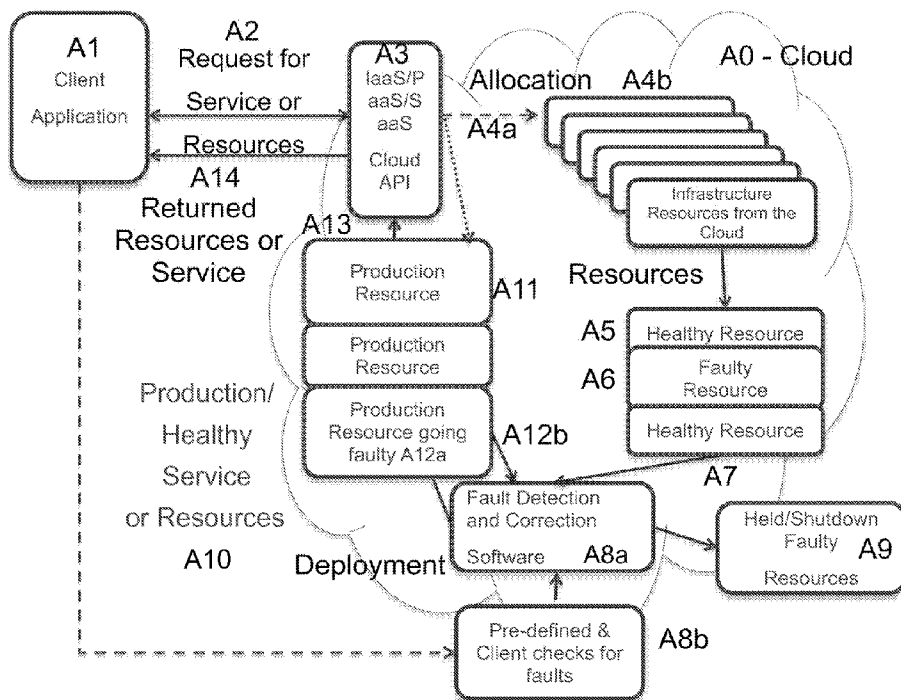 A1
Client
Application
A2
Request for
Service or
Resources
A14
Returned
Resources or
Service
A3
IaaS/P
aaS/S
aaS
Cloud
API
Allocation
A4a
A4b
A0 - Cloud
Infrastructure
Resources from the
Cloud
Resources
A5
Healthy Resource
A6
Faulty
Resource
Healthy Resource
A7
A13
Production
Resource
A11
Production
Resource
Production
Resource going
faulty A12a
A12b
Production/
Healthy
Service
or Resources
A10
Deployment
Fault Detection
and Correction
Software
A8a
Held/Shutdown
Faulty
Resources
A9
Pre-defined &
Client checks for
faults
A8b